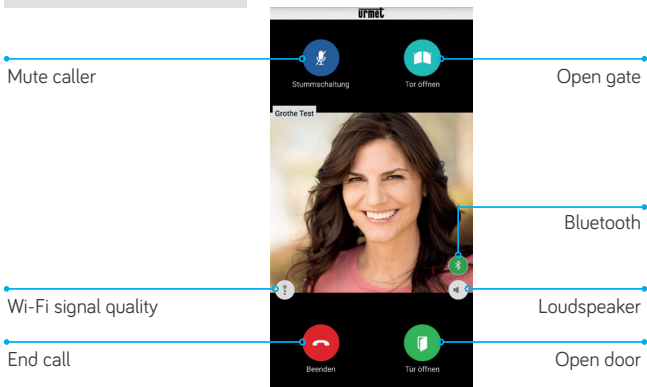 urmet
Mute caller
Stummschaltung
Tor öffnen
Open gate
Grothe Test
Bluetooth
Wi-Fi signal quality
Loudspeaker
End call
Beenden
Tür öffnen
Open door